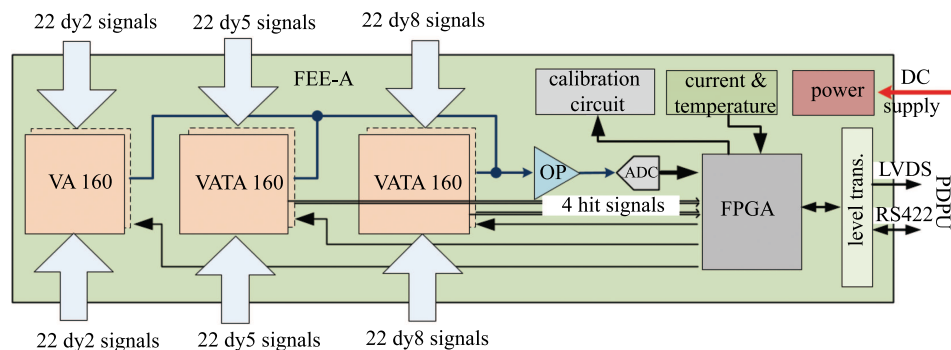 22 dy2 signals
22 dy5 signals
22 dy8 signals
FEE-A
calibration
circuit
current &
temperature
power
DC
supply
VA 160
VATA 160
VATA 160
OP
ADC
FPGA
level trans.
LVDS
RS422
PDPU
4 hit signals
22 dy2 signals
22 dy5 signals
22 dy8 signals